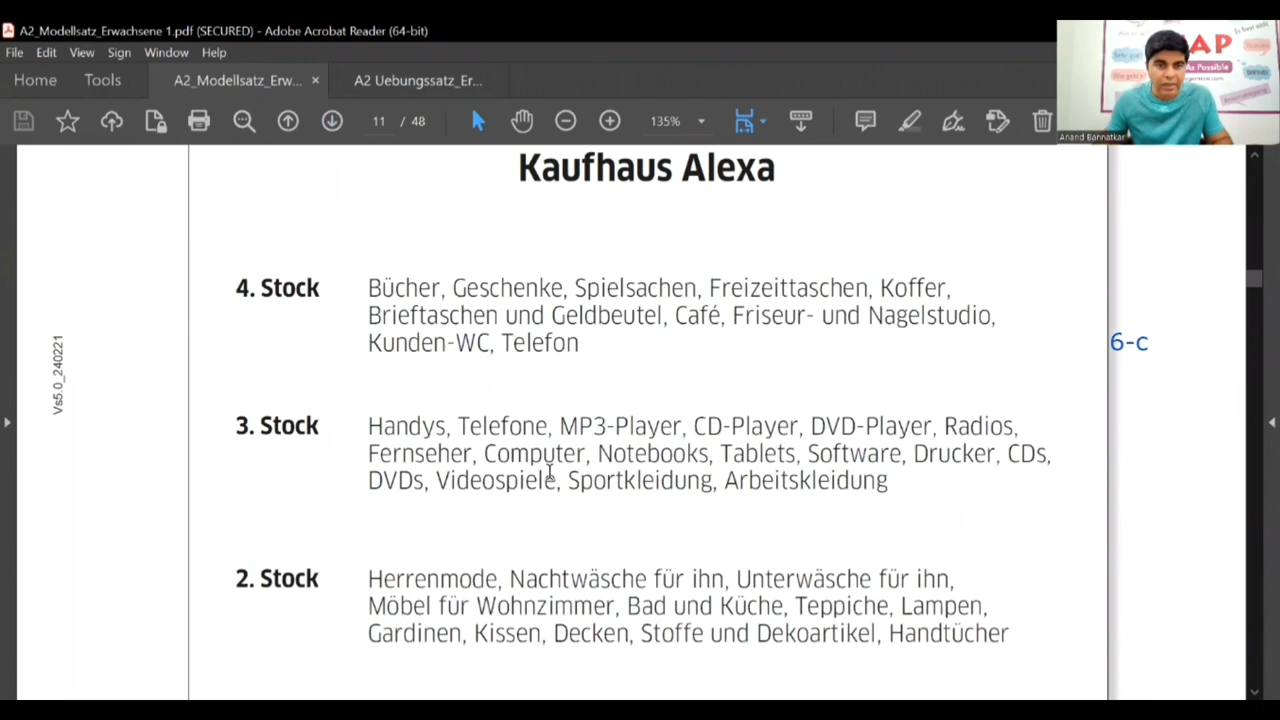 A2_Modellsatz_Erwachsene 1.pdf (SECURED) - Adobe Acrobat Reader (64-bit)
File Edit View Sign Window Help
Home Tools A2_Modellsatz_Erw... × A2 Uebungssatz_Er...
11 / 48 135%
AP
As Possible
Anand Bannatkar
Kaufhaus Alexa
4. Stock Bücher, Geschenke, Spielsachen, Freizeittaschen, Koffer,
Brieftaschen und Geldbeutel, Café, Friseur- und Nagelstudio,
Kunden-WC, Telefon
6-c
Vs5.0_240221
3. Stock Handys, Telefone, MP3-Player, CD-Player, DVD-Player, Radios,
Fernseher, Computer, Notebooks, Tablets, Software, Drucker, CDs,
DVDs, Videospiele, Sportkleidung, Arbeitskleidung
2. Stock Herrenmode, Nachtwäsche für ihn, Unterwäsche für ihn,
Möbel für Wohnzimmer, Bad und Küche, Teppiche, Lampen,
Gardinen, Kissen, Decken, Stoffe und Dekoartikel, Handtücher